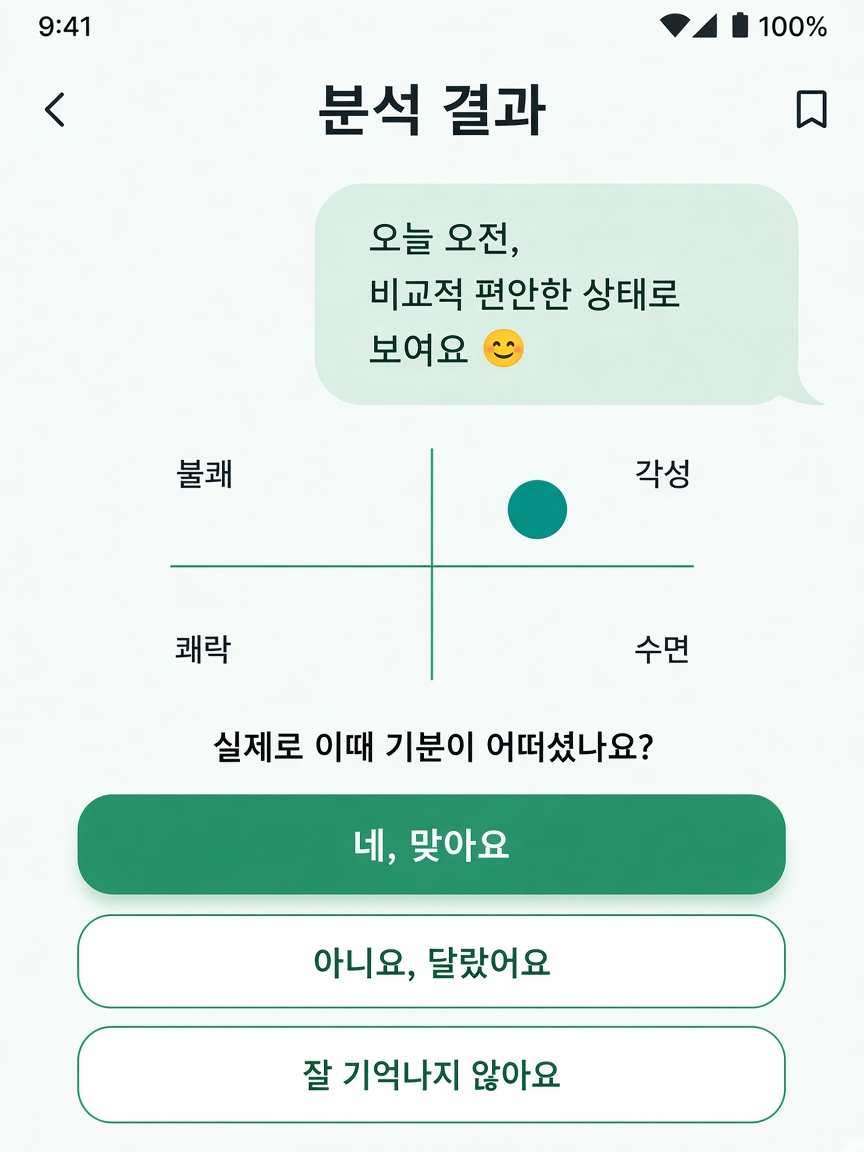 9:41 100%
분석 결과
오늘 오전,
비교적 편안한 상태로
보여요 😊
불쾌 각성
쾌락 수면
실제로 이때 기분이 어떠셨나요?
네, 맞아요
아니요, 달랐어요
잘 기억나지 않아요